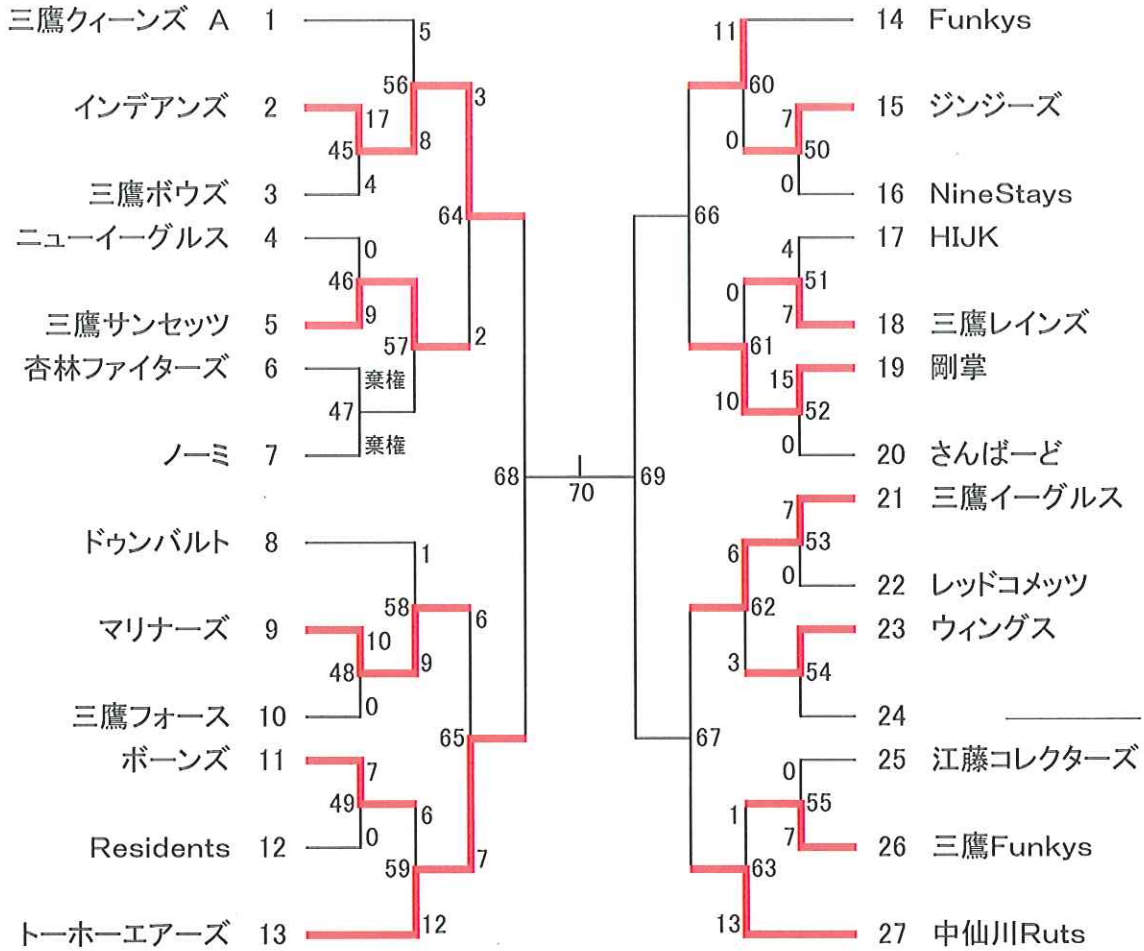 三鷹クィーンズ A 1 5
56 3
インデアンズ 2 17
45 8
三鷹ボウズ 3 4
64
ニューイーグルス 4 0
46
三鷹サンセッツ 5 9
57 2
杏林ファイターズ 6 棄権
47
ノーミ 7 棄権
68
ドゥンバルト 8 1
58 6
マリナーズ 9 10
48 9
三鷹フォース 10 0
65
ボーンズ 11 7
49 6
Residents 12 0
59 7
トーホーエアーズ 13 12
70
11 14 Funkys
60
7 15 ジンジーズ
0 50
0 16 NineStays
66
4 17 HIJK
0 51
7 18 三鷹レインズ
61
15 19 剛掌
10 52
0 20 さんばーど
69
7 21 三鷹イーグルス
6 53
0 22 レッドコメッツ
62
23 ウィングス
3 54
24
67
0 25 江藤コレクターズ
1 55
7 26 三鷹Funkys
63
13 27 中仙川Ruts